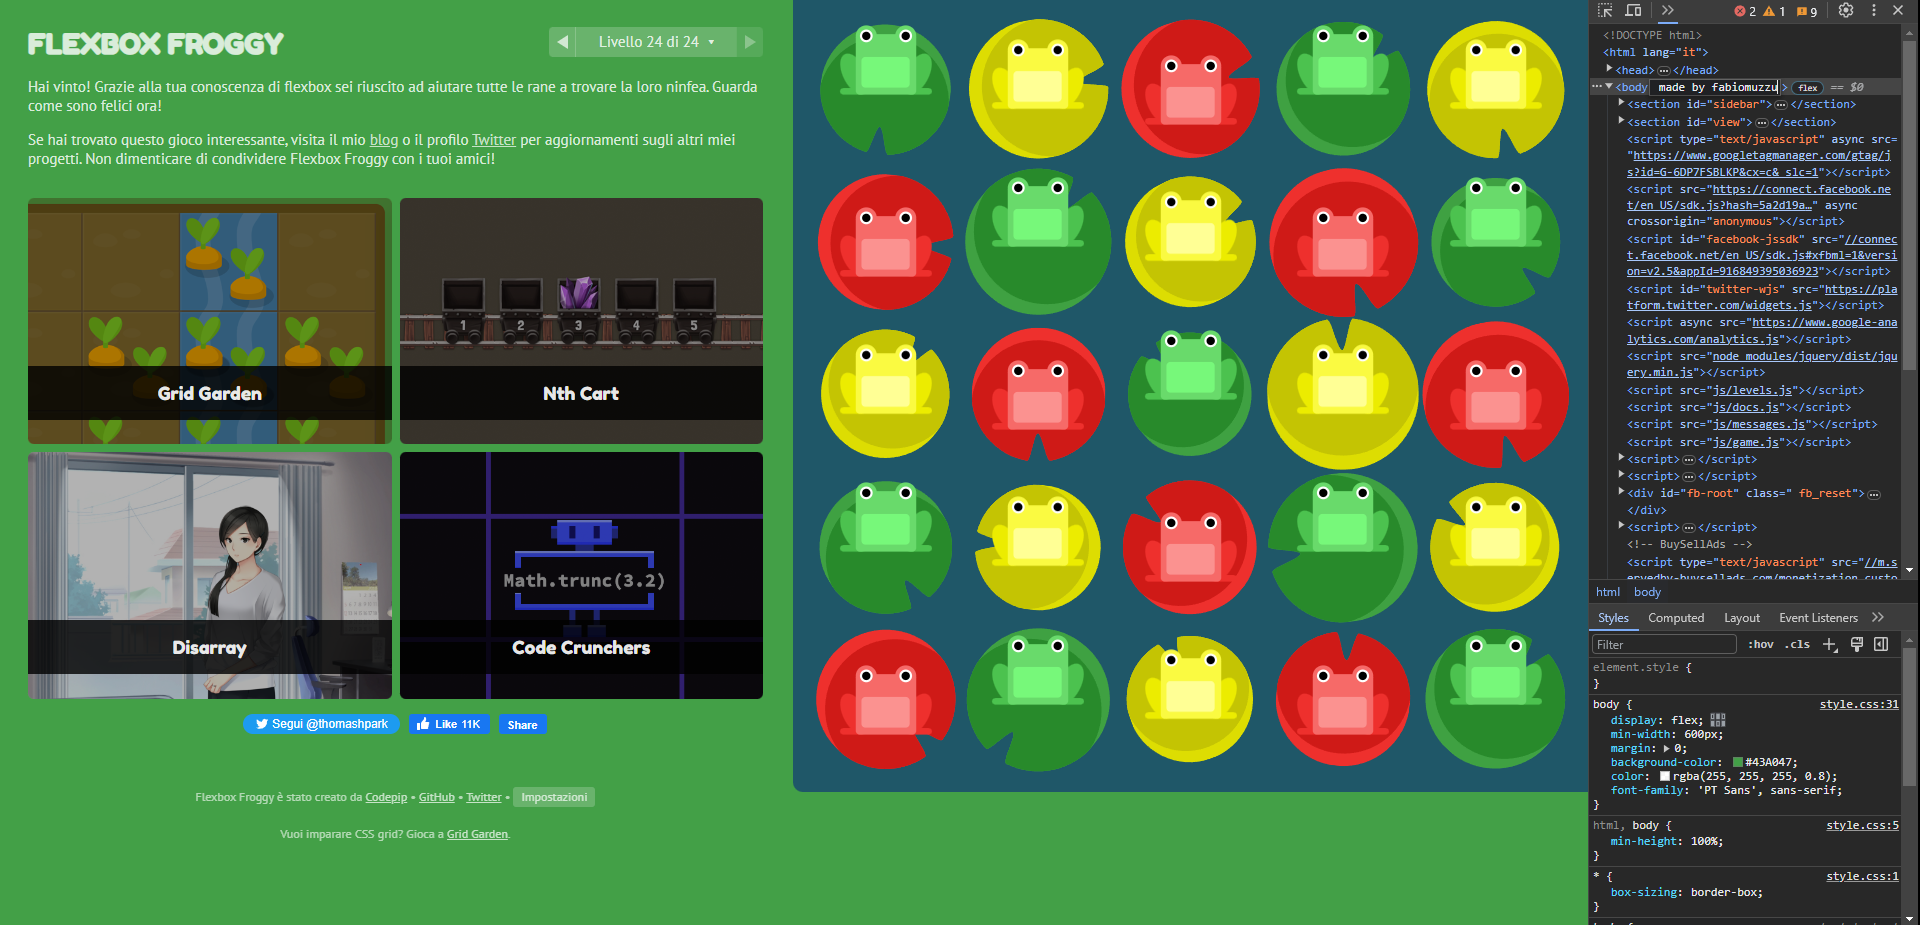 FLEXBOX FROGGY
Livello 24 di 24
Hai vinto! Grazie alla tua conoscenza di flexbox sei riuscito ad aiutare tutte le rane a trovare la loro ninfea. Guarda
come sono felici ora!
Se hai trovato questo gioco interessante, visita il mio blog o il profilo Twitter per aggiornamenti sugli altri miei
progetti. Non dimenticare di condividere Flexbox Froggy con i tuoi amici!
Grid Garden
1 2 3 4 5
Nth Cart
Disarray
Math.trunc(3.2)
Code Crunchers
Segui @thomashpark
Like 11K
Share
Flexbox Froggy è stato creato da Codepip • GitHub • Twitter • Impostazioni
Vuoi imparare CSS grid? Gioca a Grid Garden.
2 1 9
<!DOCTYPE html>
<html lang="it">
<head> ••• </head>
••• <body made by fabiomuzzu> flex == $0
<section id="sidebar"> ••• </section>
<section id="view"> ••• </section>
<script type="text/javascript" async src=
"https://www.googletagmanager.com/gtag/j
s?id=G-6DP7FSBLKP&cx=c&_slc=1"></script>
<script src="https://connect.facebook.ne
t/en_US/sdk.js?hash=5a2d19a…" async
crossorigin="anonymous"></script>
<script id="facebook-jssdk" src="//connec
t.facebook.net/en_US/sdk.js#xfbml=1&versi
on=v2.5&appId=916849395036923"></script>
<script id="twitter-wjs" src="https://pla
tform.twitter.com/widgets.js"></script>
<script async src="https://www.google-ana
lytics.com/analytics.js"></script>
<script src="node_modules/jquery/dist/jqu
ery.min.js"></script>
<script src="js/levels.js"></script>
<script src="js/docs.js"></script>
<script src="js/messages.js"></script>
<script src="js/game.js"></script>
<script> ••• </script>
<script> ••• </script>
<div id="fb-root" class=" fb_reset"> •••
</div>
<script> ••• </script>
<!-- BuySellAds -->
<script type="text/javascript" src="//m.s
ervedby-buysellads.com/monetization.custo
html body
Styles Computed Layout Event Listeners
Filter :hov .cls
element.style {
}
body { style.css:31
display: flex;
min-width: 600px;
margin: 0;
background-color: #43A047;
color: rgba(255, 255, 255, 0.8);
font-family: 'PT Sans', sans-serif;
}
html, body { style.css:5
min-height: 100%;
}
* { style.css:1
box-sizing: border-box;
}